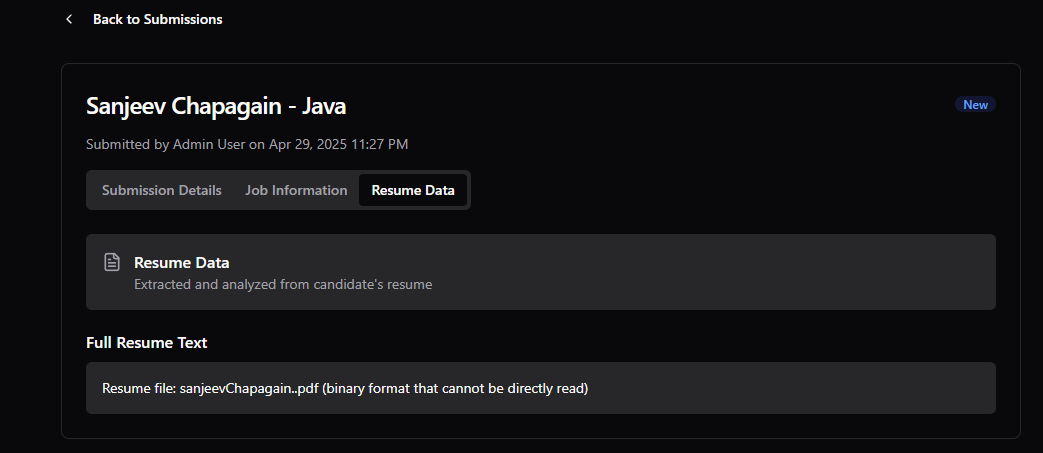 Back to Submissions
Sanjeev Chapagain - Java
New
Submitted by Admin User on Apr 29, 2025 11:27 PM
Submission Details Job Information Resume Data
Resume Data
Extracted and analyzed from candidate's resume
Full Resume Text
Resume file: sanjeevChapagain..pdf (binary format that cannot be directly read)